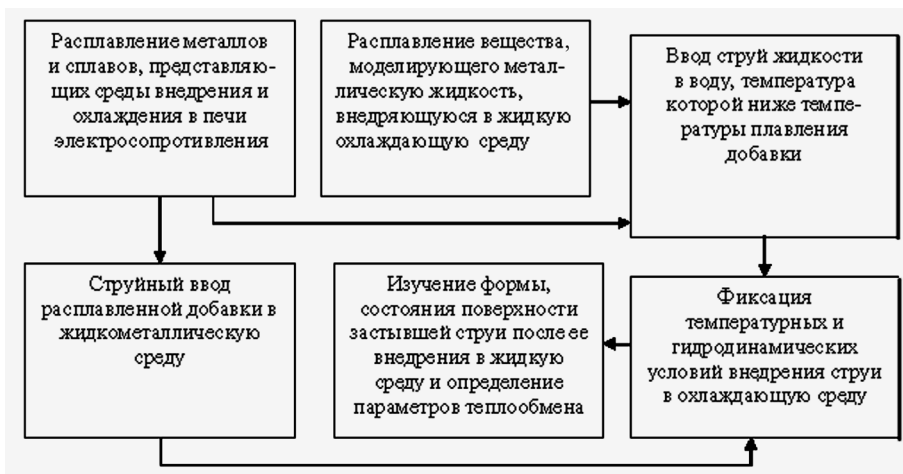 Расплавление металлов
и сплавов, представляю-
щих среды внедрения и
охлаждения в печи
электросопротивления
Расплавление вещества,
моделирующего метал-
лическую жидкость,
внедряющуюся в жидкую
охлаждающую среду
Ввод струй жидкости
в воду, температура
которой ниже темпе-
ратуры плавления
добавки
Струйный ввод
расплавленной добавки в
жидкометаллическую
среду
Изучение формы,
состояния поверхности
застывшей струи после ее
внедрения в жидкую
среду и определение
параметров теплообмена
Фиксация
температурных и
гидродинамических
условий внедрения струи
в охлаждающую среду